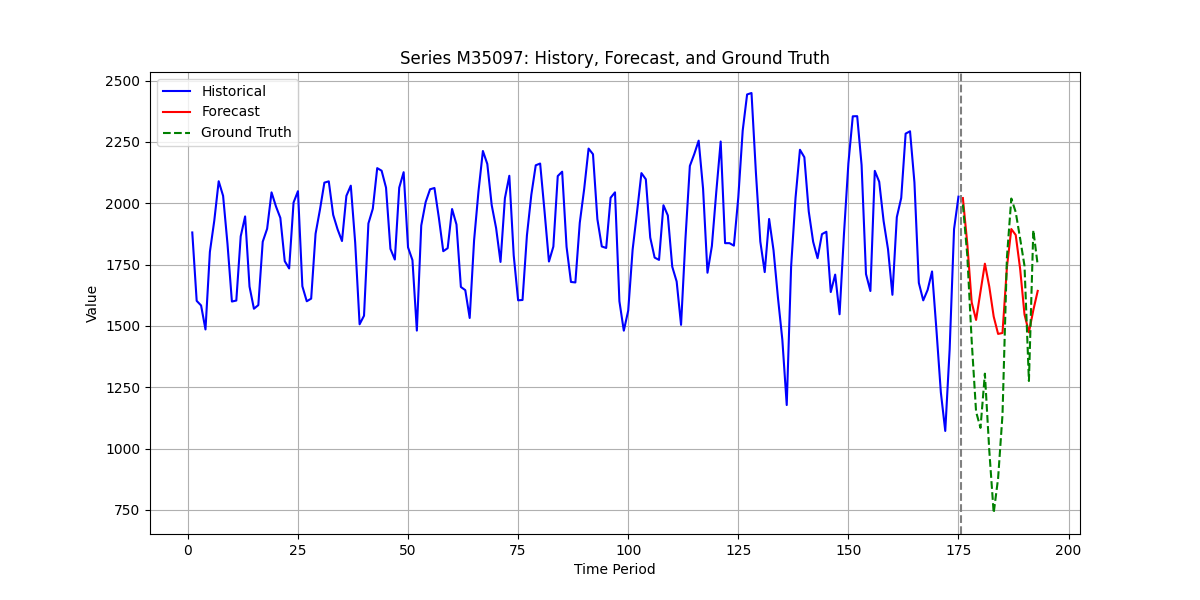 Series M35097: History, Forecast, and Ground Truth
Historical
Forecast
Ground Truth
2500
2250
2000
1750
1500
1250
1000
750
Value
0 25 50 75 100 125 150 175 200
Time Period